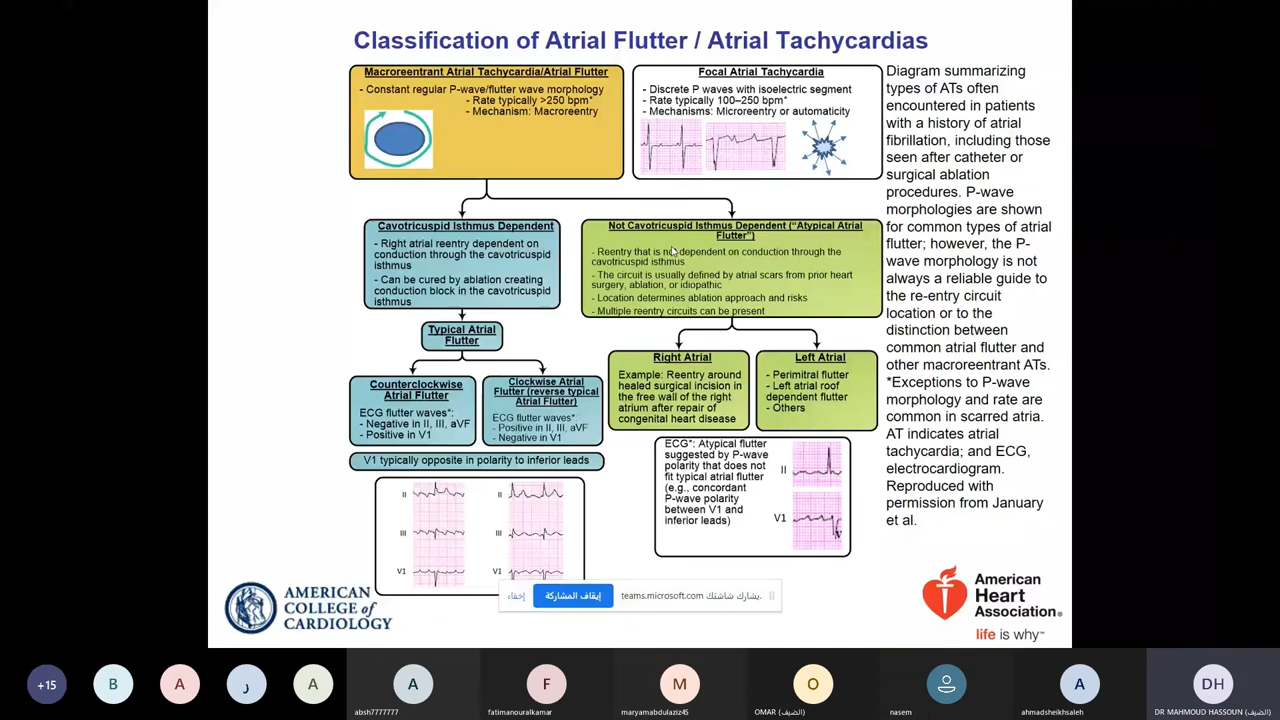 Classification of Atrial Flutter / Atrial Tachycardias
Macroreentrant Atrial Tachycardia/Atrial Flutter
- Constant regular P-wave/flutter wave morphology
- Rate typically >250 bpm*
- Mechanism: Macroreentry
Focal Atrial Tachycardia
- Discrete P waves with isoelectric segment
- Rate typically 100–250 bpm*
- Mechanisms: Microreentry or automaticity
Cavotricuspid Isthmus Dependent
- Right atrial reentry dependent on
conduction through the cavotricuspid
isthmus
- Can be cured by ablation creating
conduction block in the cavotricuspid
isthmus
Not Cavotricuspid Isthmus Dependent ("Atypical Atrial
Flutter")
- Reentry that is not dependent on conduction through the
cavotricuspid isthmus
- The circuit is usually defined by atrial scars from prior heart
surgery, ablation, or idiopathic
- Location determines ablation approach and risks
- Multiple reentry circuits can be present
Typical Atrial
Flutter
Counterclockwise
Atrial Flutter
ECG flutter waves*:
- Negative in II, III, aVF
- Positive in V1
Clockwise Atrial
Flutter (reverse typical
Atrial Flutter)
ECG flutter waves*:
- Positive in II, III, aVF
- Negative in V1
V1 typically opposite in polarity to inferior leads
II
III
V1
II
III
V1
Right Atrial
Example: Reentry around
healed surgical incision in
the free wall of the right
atrium after repair of
congenital heart disease
Left Atrial
- Perimitral flutter
- Left atrial roof
dependent flutter
- Others
ECG*: Atypical flutter
suggested by P-wave
polarity that does not
fit typical atrial flutter
(e.g., concordant
P-wave polarity
between V1 and
inferior leads)
II
V1
Diagram summarizing
types of ATs often
encountered in patients
with a history of atrial
fibrillation, including those
seen after catheter or
surgical ablation
procedures. P-wave
morphologies are shown
for common types of atrial
flutter; however, the P-
wave morphology is not
always a reliable guide to
the re-entry circuit
location or to the
distinction between
common atrial flutter and
other macroreentrant ATs.
*Exceptions to P-wave
morphology and rate are
common in scarred atria.
AT indicates atrial
tachycardia; and ECG,
electrocardiogram.
Reproduced with
permission from January
et al.
AMERICAN
COLLEGE of
CARDIOLOGY
American
Heart
Association®
life is why™
يشارك شاشتك teams.microsoft.com.
إيقاف المشاركة
إخفاء
+15
B
A
ر
A
A
absh7777777
F
fatimanouralkamar
M
maryamabdulaziz45
O
OMAR (الضيف)
nasem
A
ahmadsheikhsaleh
DH
DR MAHMOUD HASSOUN (الضيف)